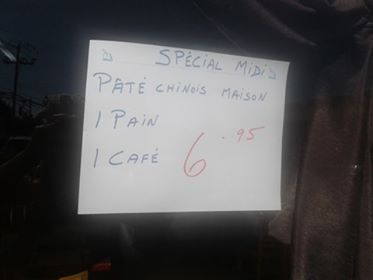 SPÉCIAL MIDI
PÂTÉ CHINOIS MAISON
1 PAIN
1 CAFÉ 6.95